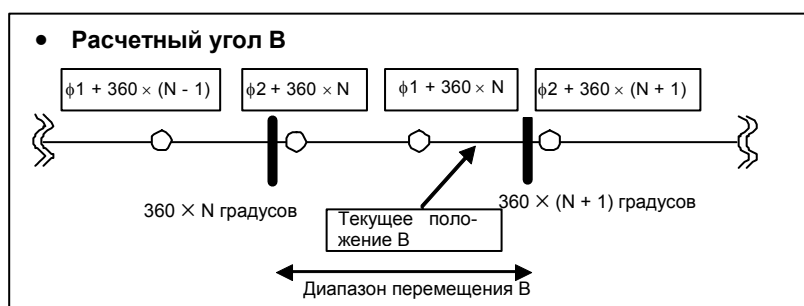 • Расчетный угол В
ϕ1 + 360 × (N - 1)
ϕ2 + 360 × N
ϕ1 + 360 × N
ϕ2 + 360 × (N + 1)
360 × N градусов
360 × (N + 1) градусов
Текущее поло-
жение В
Диапазон перемещения В